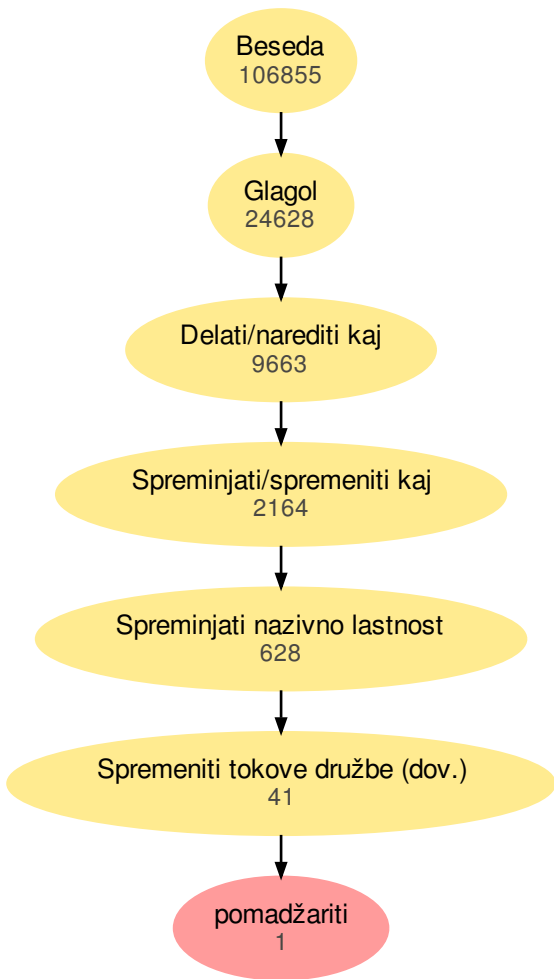 Beseda
106855
Glagol
24628
Delati/narediti kaj
9663
Spreminjati/spremeniti kaj
2164
Spreminjati nazivno lastnost
628
Spremeniti tokove družbe (dov.)
41
pomadžariti
1